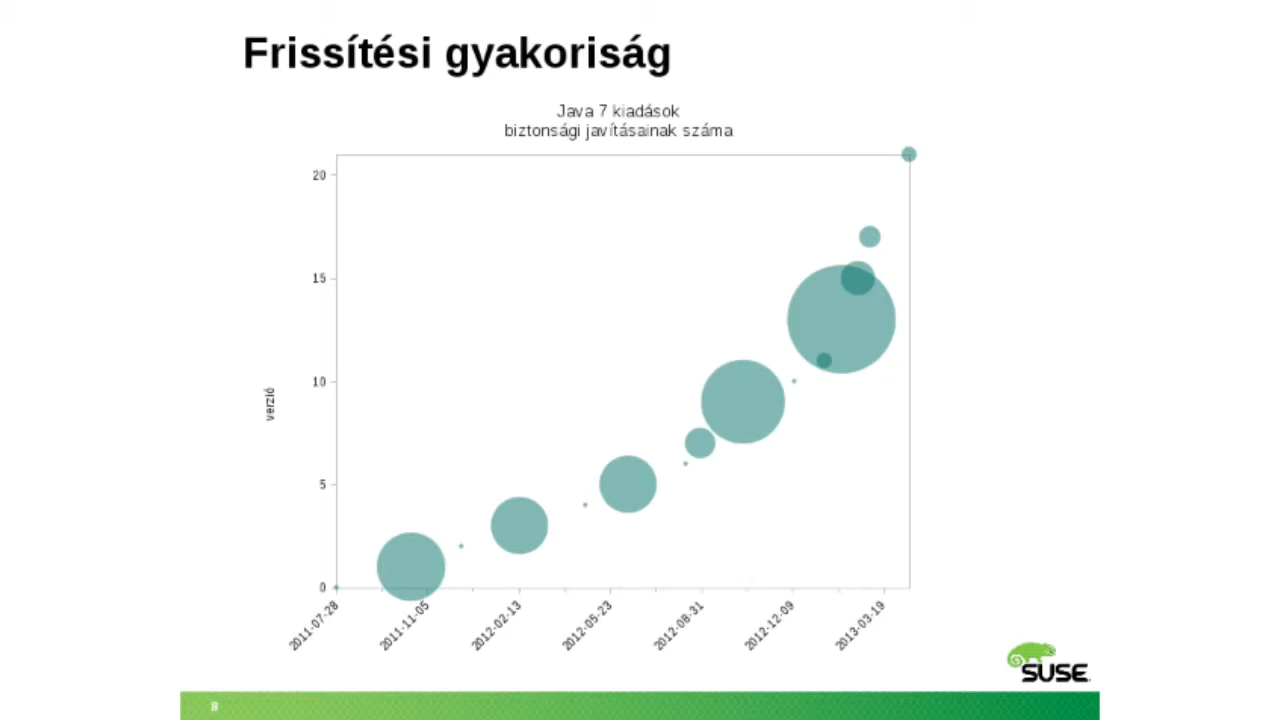 Frissítési gyakoriság
Java 7 kiadások
biztonsági javításainak száma
20
15
10
5
0
verzió
2011-07-28
2011-11-05
2012-02-13
2012-05-23
2012-08-31
2012-12-09
2013-03-19
SUSE
8